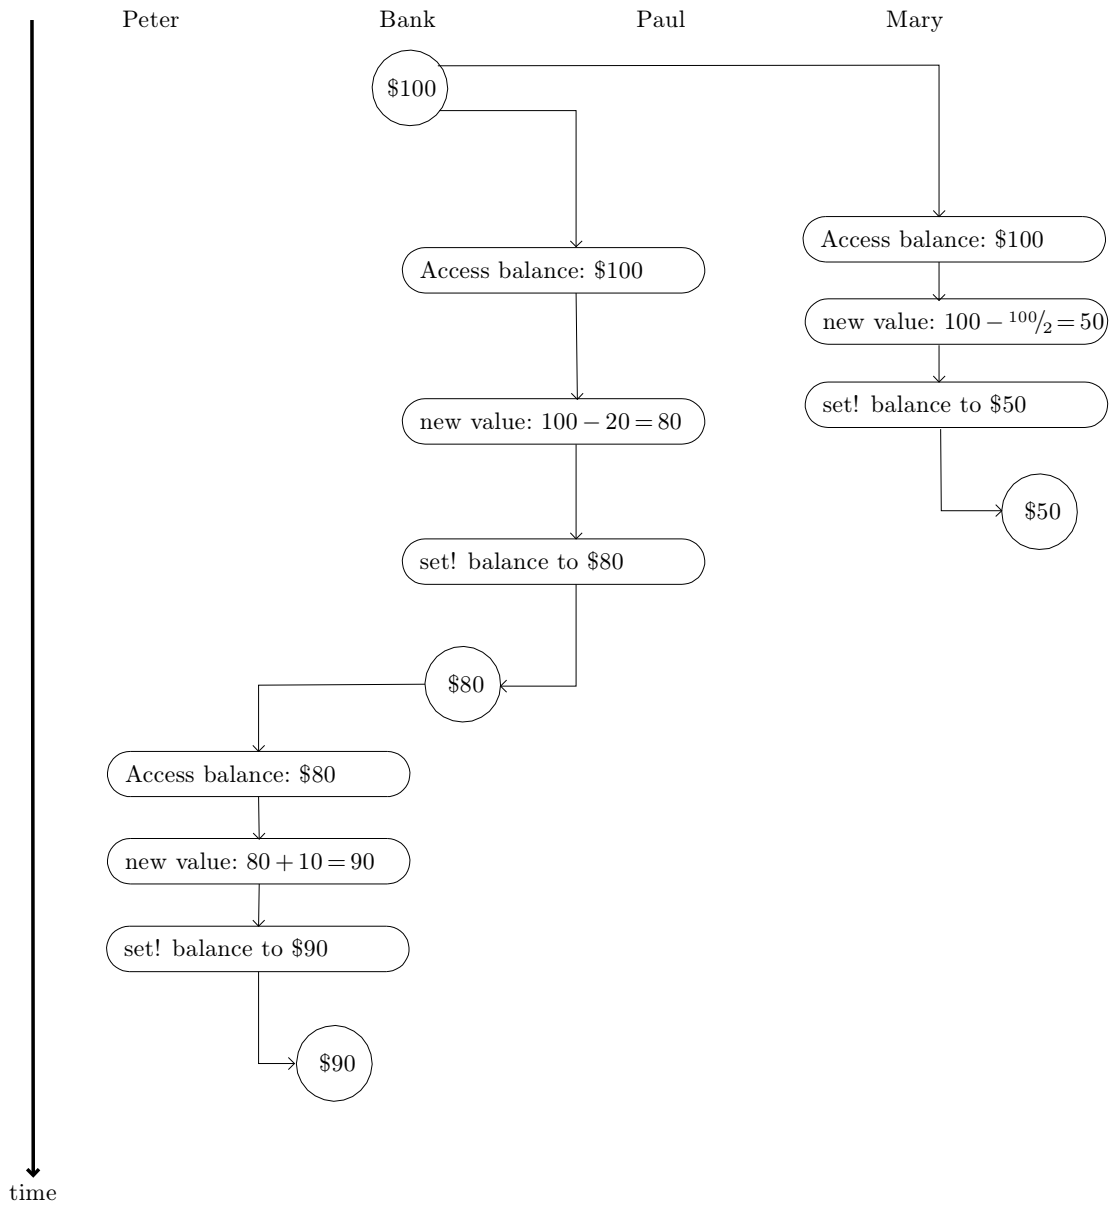 Peter Bank Paul Mary
$100
Access balance: $100
Access balance: $100
new value: 100 − 100/2 = 50
set! balance to $50
new value: 100 − 20 = 80
$50
set! balance to $80
$80
Access balance: $80
new value: 80 + 10 = 90
set! balance to $90
$90
time